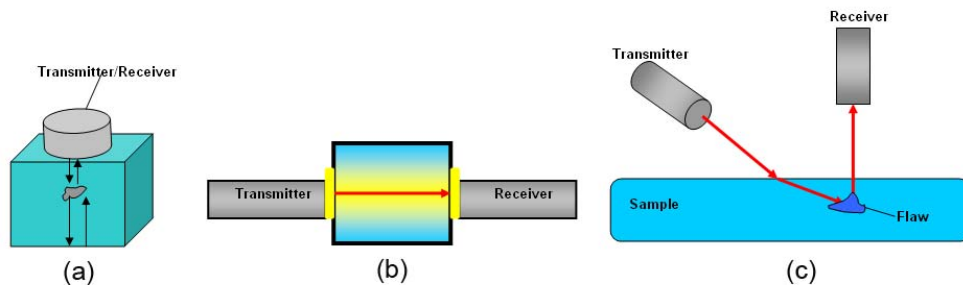 Transmitter/Receiver
(a)
Transmitter
Receiver
(b)
Transmitter
Receiver
Sample
Flaw
(c)